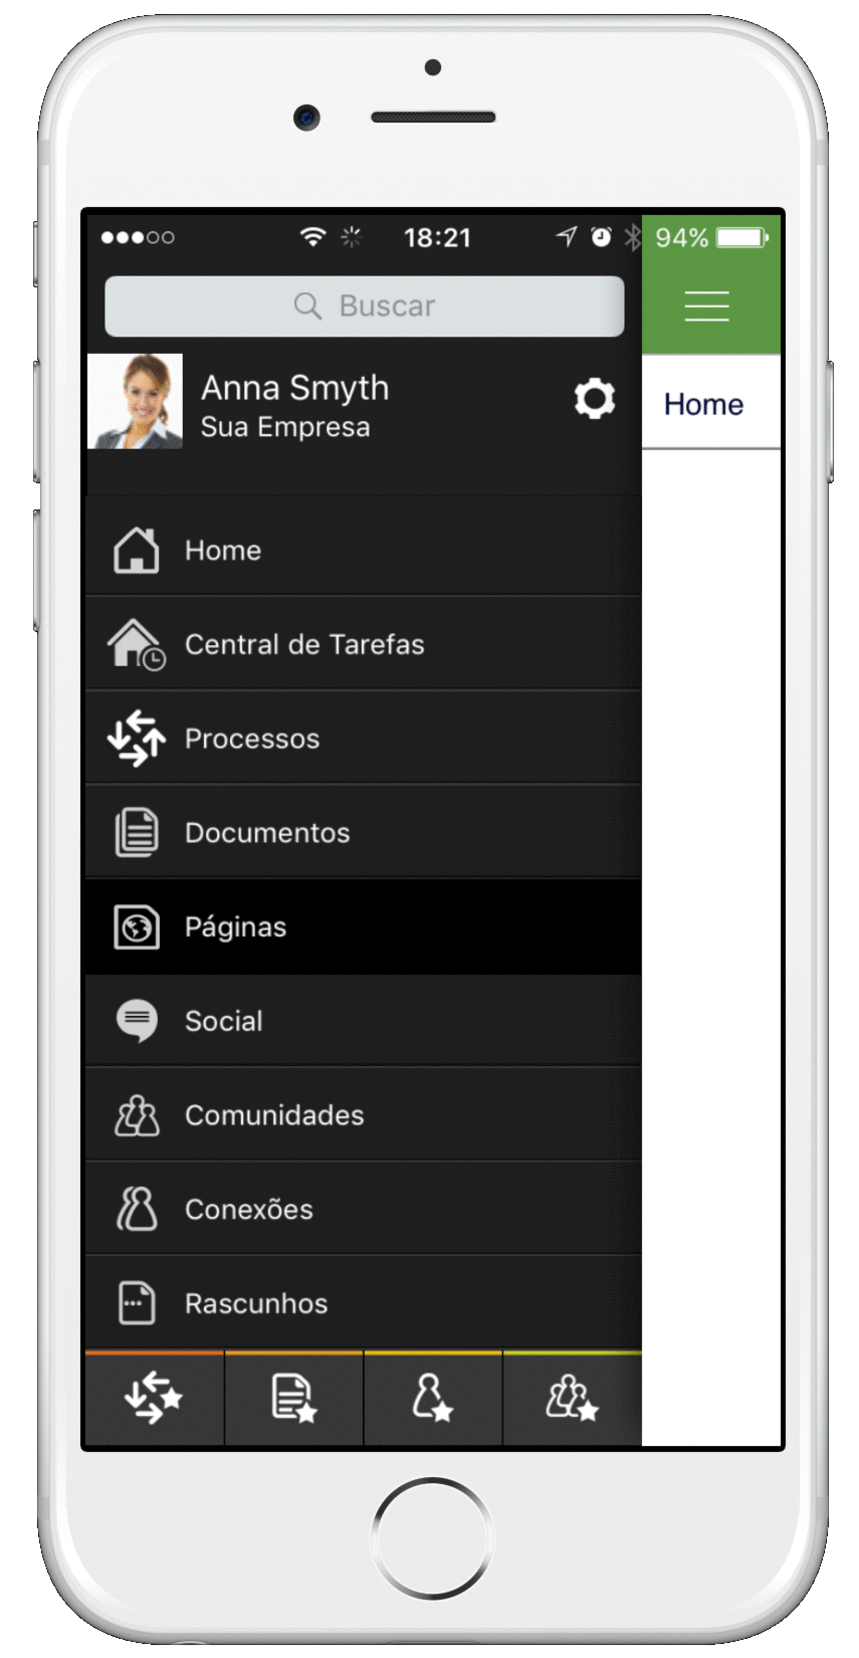 18:21
94%
Buscar
Anna Smyth
Sua Empresa
Home
Home
Central de Tarefas
Processos
Documentos
Páginas
Social
Comunidades
Conexões
Rascunhos